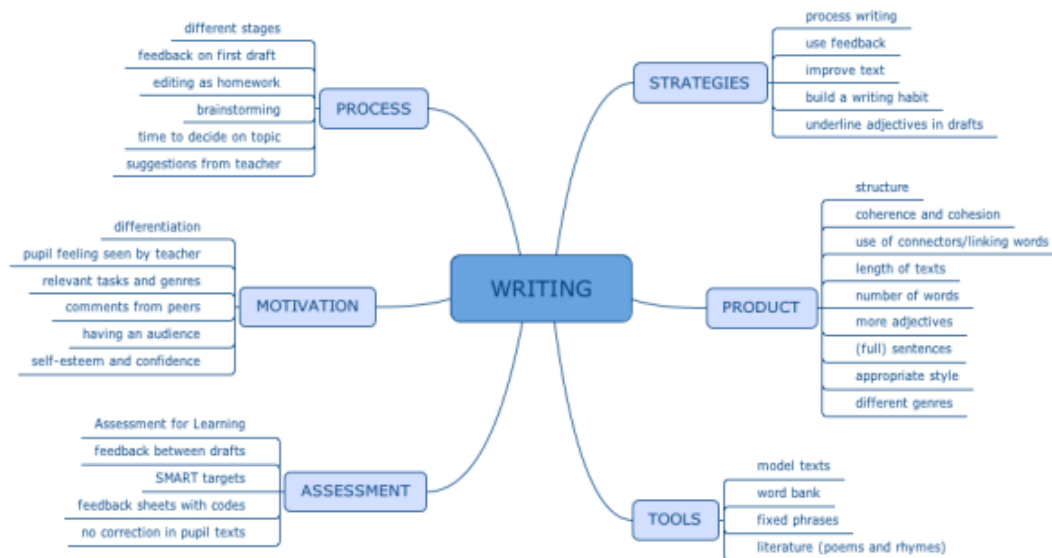 WRITING
PROCESS
different stages
feedback on first draft
editing as homework
brainstorming
time to decide on topic
suggestions from teacher
MOTIVATION
differentiation
pupil feeling seen by teacher
relevant tasks and genres
comments from peers
having an audience
self-esteem and confidence
ASSESSMENT
Assessment for Learning
feedback between drafts
SMART targets
feedback sheets with codes
no correction in pupil texts
STRATEGIES
process writing
use feedback
improve text
build a writing habit
underline adjectives in drafts
PRODUCT
structure
coherence and cohesion
use of connectors/linking words
length of texts
number of words
more adjectives
(full) sentences
appropriate style
different genres
TOOLS
model texts
word bank
fixed phrases
literature (poems and rhymes)